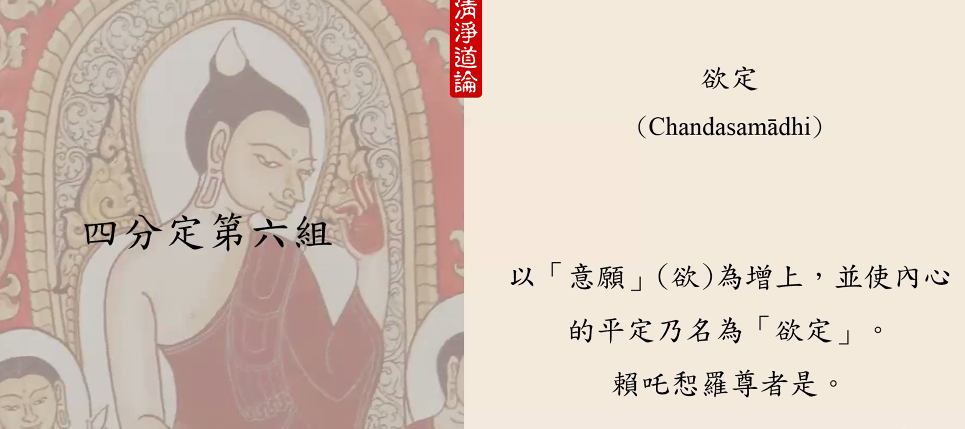 清淨道論
四分定第六組
欲定
（Chandasamādhi）
以「意願」(欲)為增上，並使內心
的平定乃名為「欲定」。
賴吒惒羅尊者是。